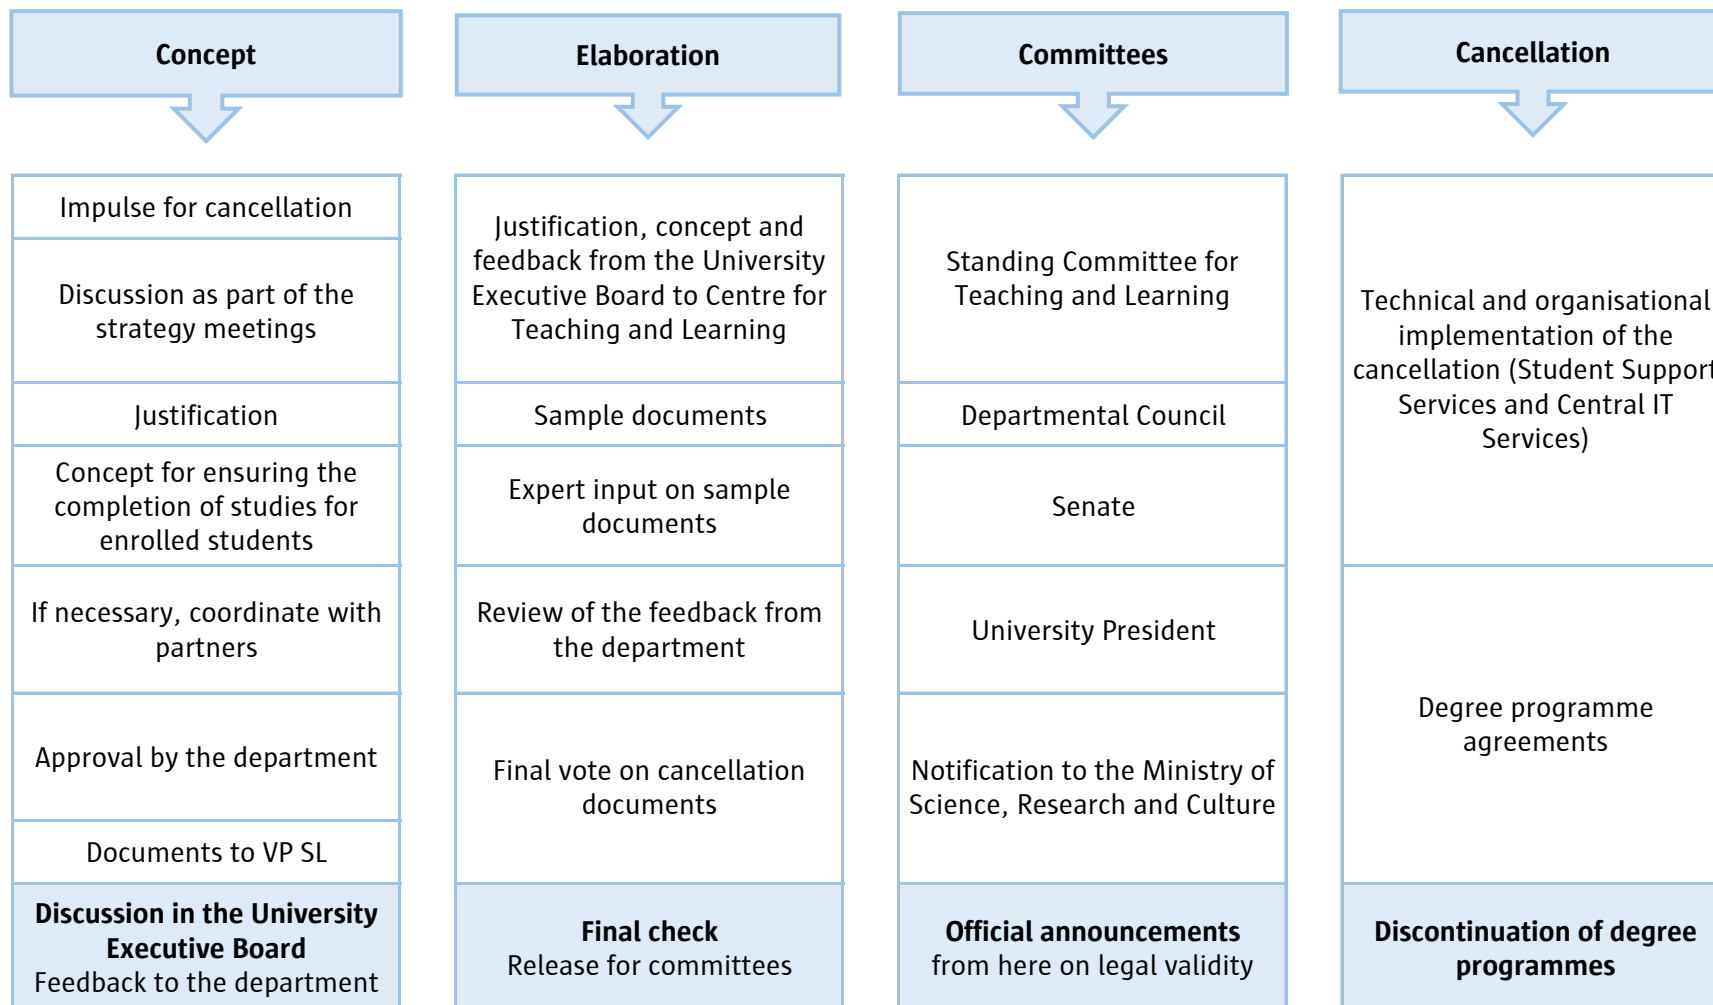 Concept
Impulse for cancellation
Discussion as part of the
strategy meetings
Justification
Concept for ensuring the
completion of studies for
enrolled students
If necessary, coordinate with
partners
Approval by the department
Documents to VP SL
Discussion in the University
Executive Board
Feedback to the department
Elaboration
Justification, concept and
feedback from the University
Executive Board to Centre for
Teaching and Learning
Sample documents
Expert input on sample
documents
Review of the feedback from
the department
Final vote on cancellation
documents
Final check
Release for committees
Committees
Standing Committee for
Teaching and Learning
Departmental Council
Senate
University President
Notification to the Ministry of
Science, Research and Culture
Official announcements
from here on legal validity
Cancellation
Technical and organisational
implementation of the
cancellation (Student Support
Services and Central IT
Services)
Degree programme
agreements
Discontinuation of degree
programmes